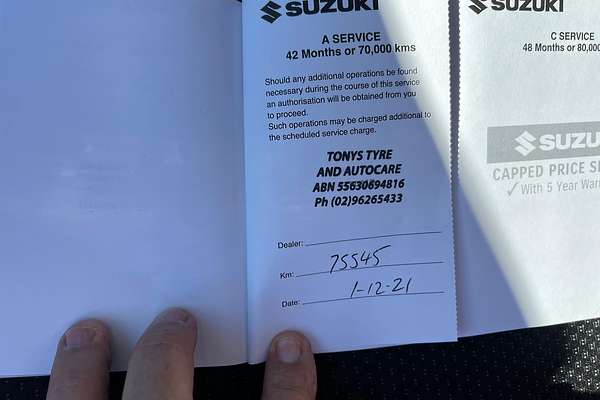 SUZUKI
A SERVICE
42 Months or 70,000 kms
Should any additional operations be found
necessary during the course of this service
an authorisation will be obtained from you
to proceed.
Such operations may be charged additional to
the scheduled service charge.
TONYS TYRE
AND AUTOCARE
ABN 55630694816
Ph (02)96265433
Dealer:
Km: 75545
Date: 1-12-21
SUZUKI
C SERVICE
48 Months or 80,000
SUZU
CAPPED PRICE SE
✓ With 5 Year Warr